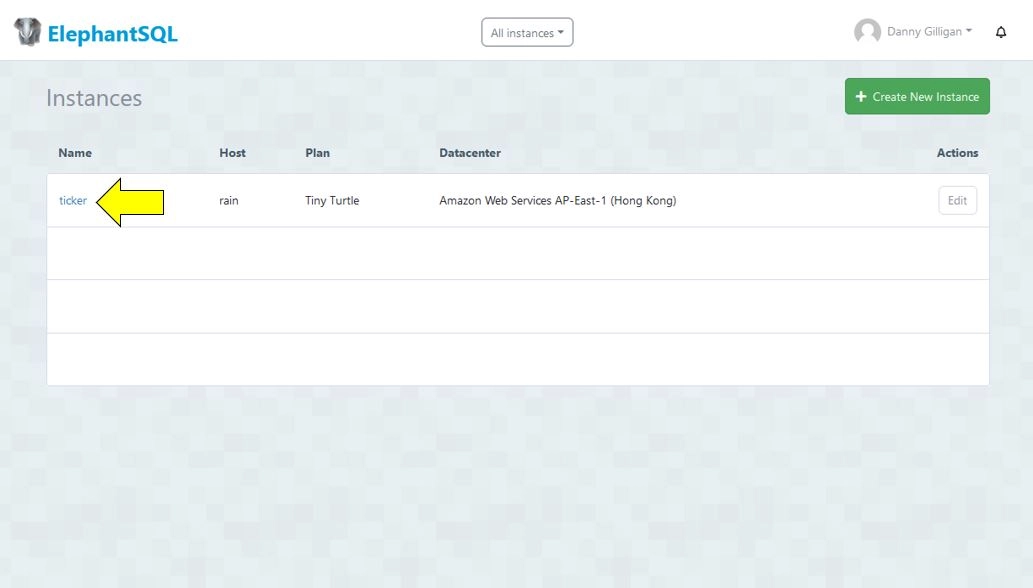 ElephantSQL
All instances
Danny Gilligan
Instances
Create New Instance
Name Host Plan Datacenter Actions
ticker rain Tiny Turtle Amazon Web Services AP-East-1 (Hong Kong) Edit